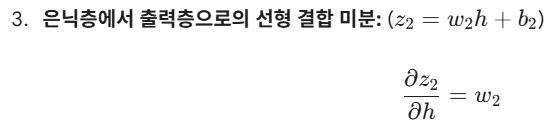 3. 은닉층에서 출력층으로의 선형 결합 미분: (z₂ = w₂h + b₂)
∂z₂/∂h = w₂